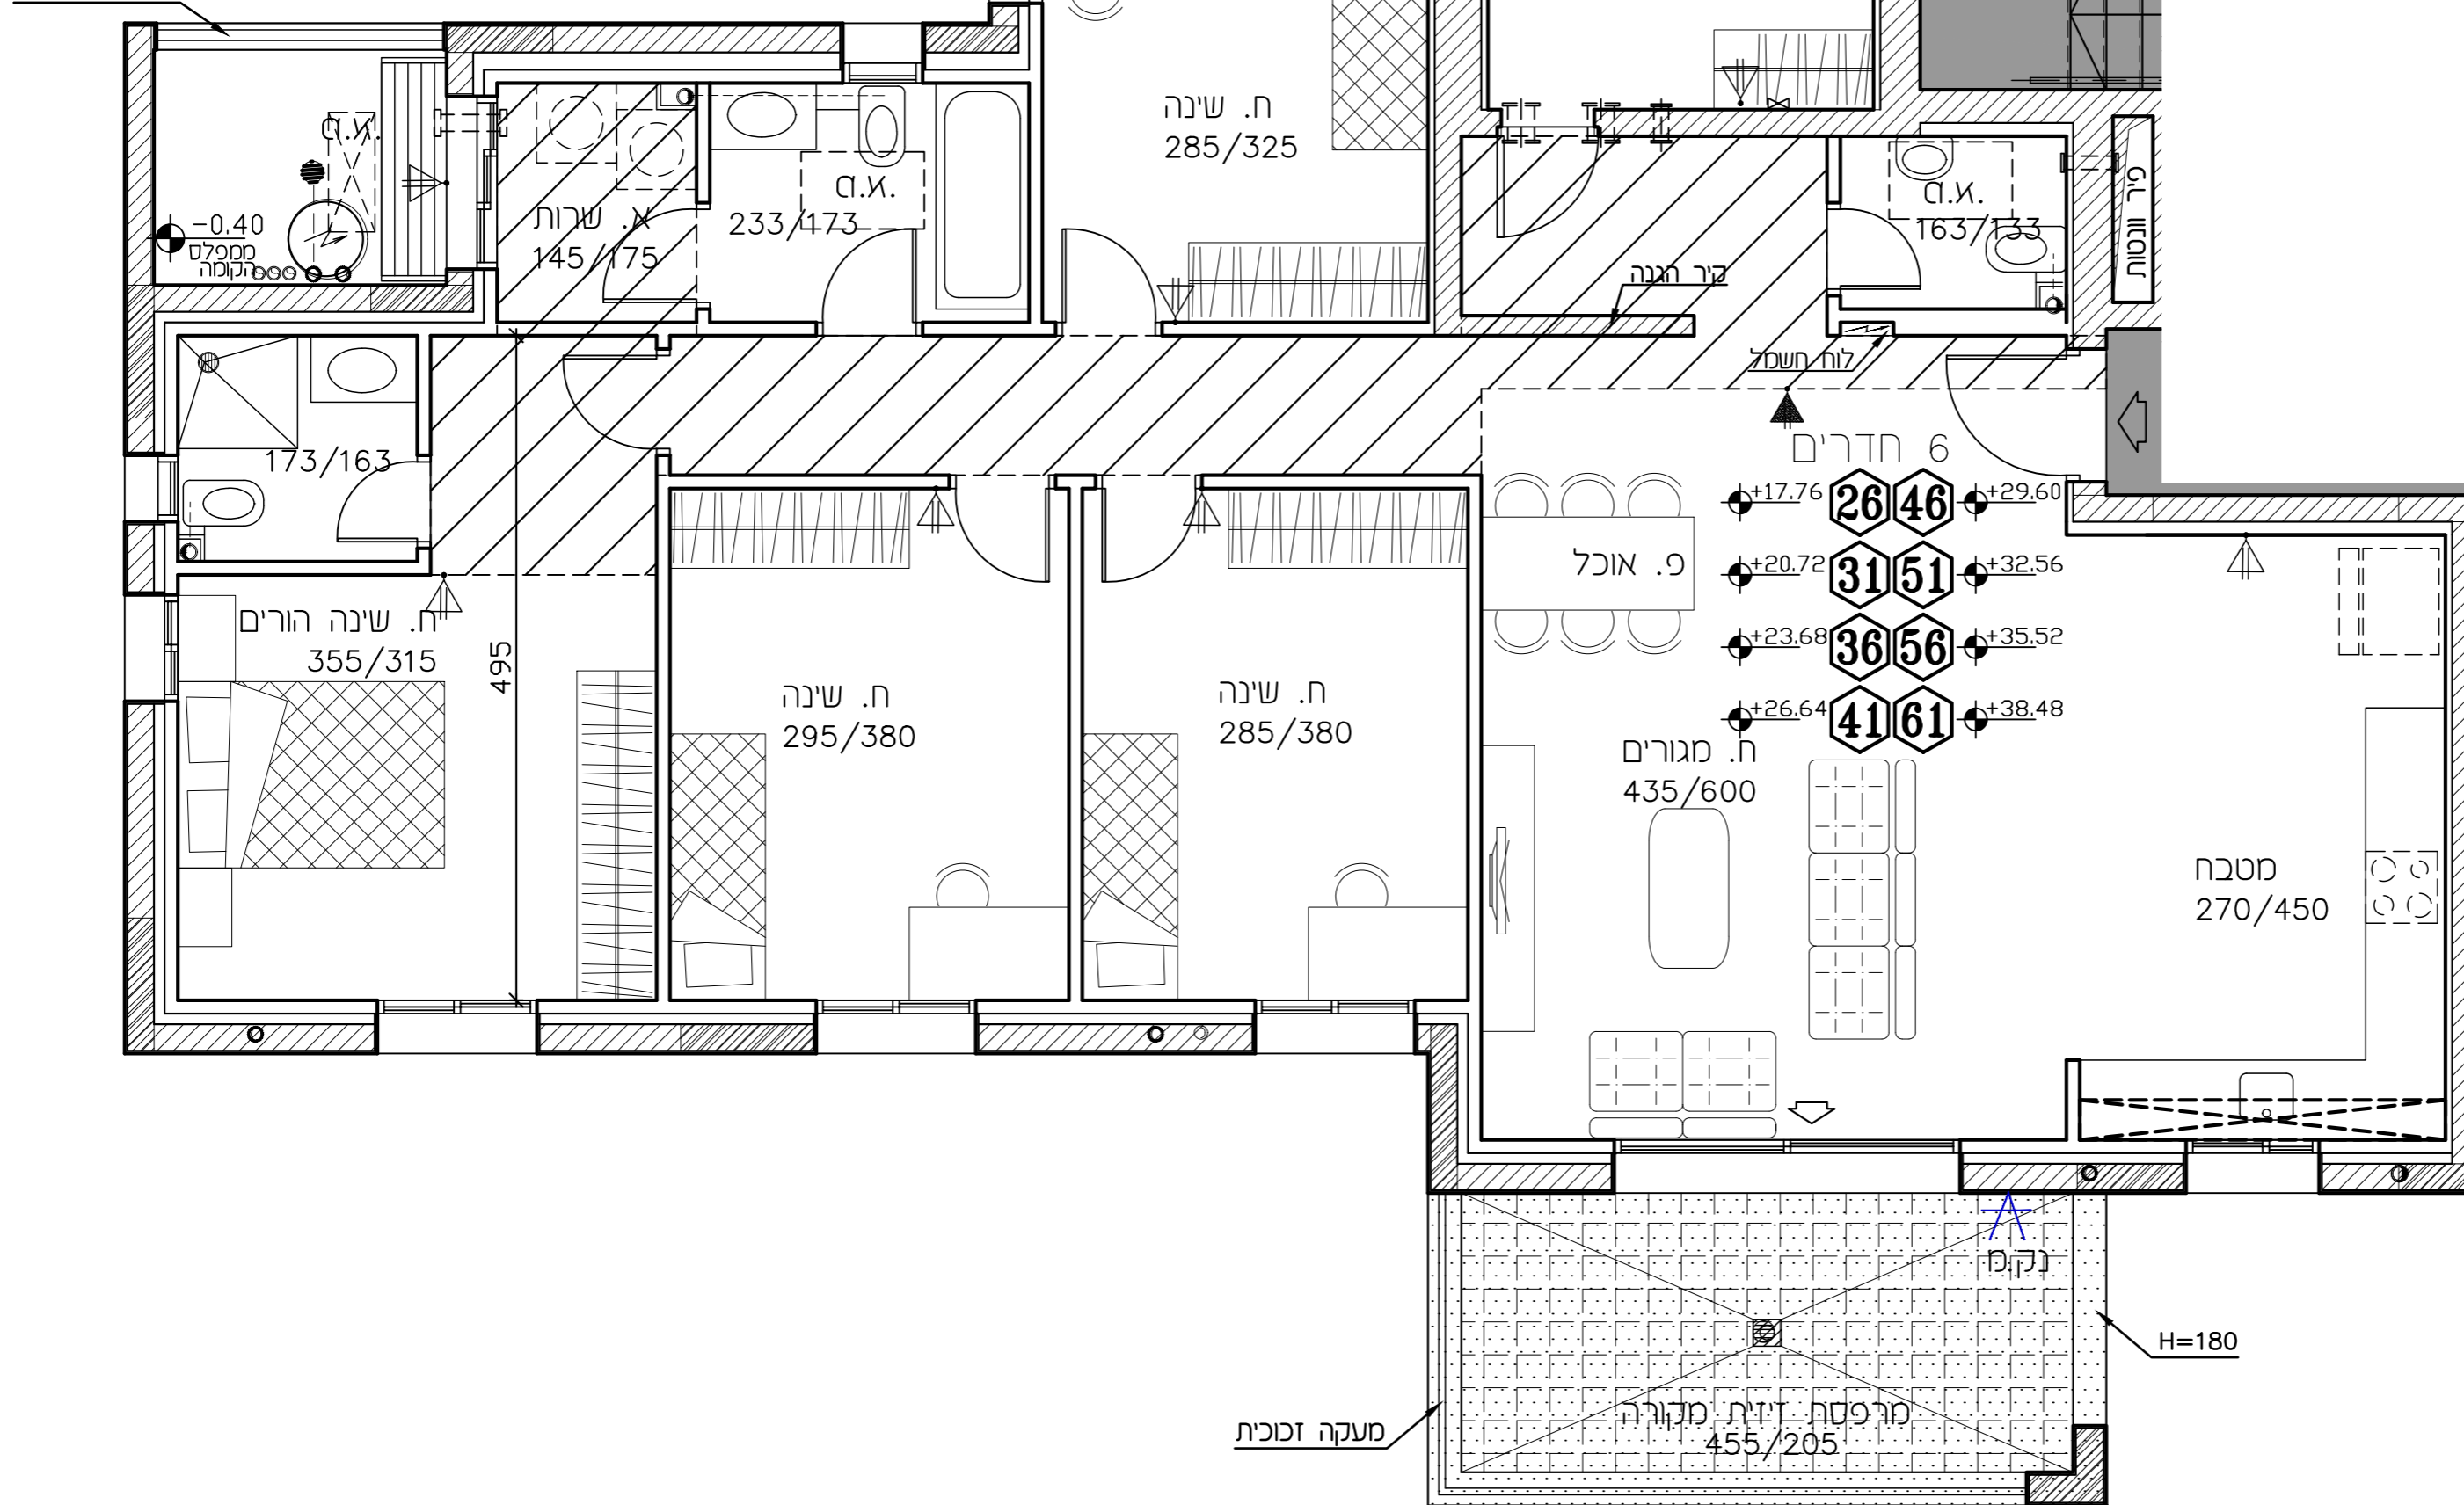 ח. שינה
285/325
מ.א.
-0.40
ממפלס
הקומה
א. שרות
145/175
מ.א.
233/173
מ.א.
163/133
פיר וונטות
קיר הגנה
לוח חשמל
173/163
6 חדרים
+17.76 26 46 +29.60
+20.72 31 51 +32.56
+23.68 36 56 +35.52
+26.64 41 61 +38.48
פ. אוכל
ח. שינה הורים
355/315
495
ח. שינה
295/380
ח. שינה
285/380
ח. מגורים
435/600
מטבח
270/450
נק.מ
H=180
מעקה זכוכית
מרפסת זיזית מקורה
455/205